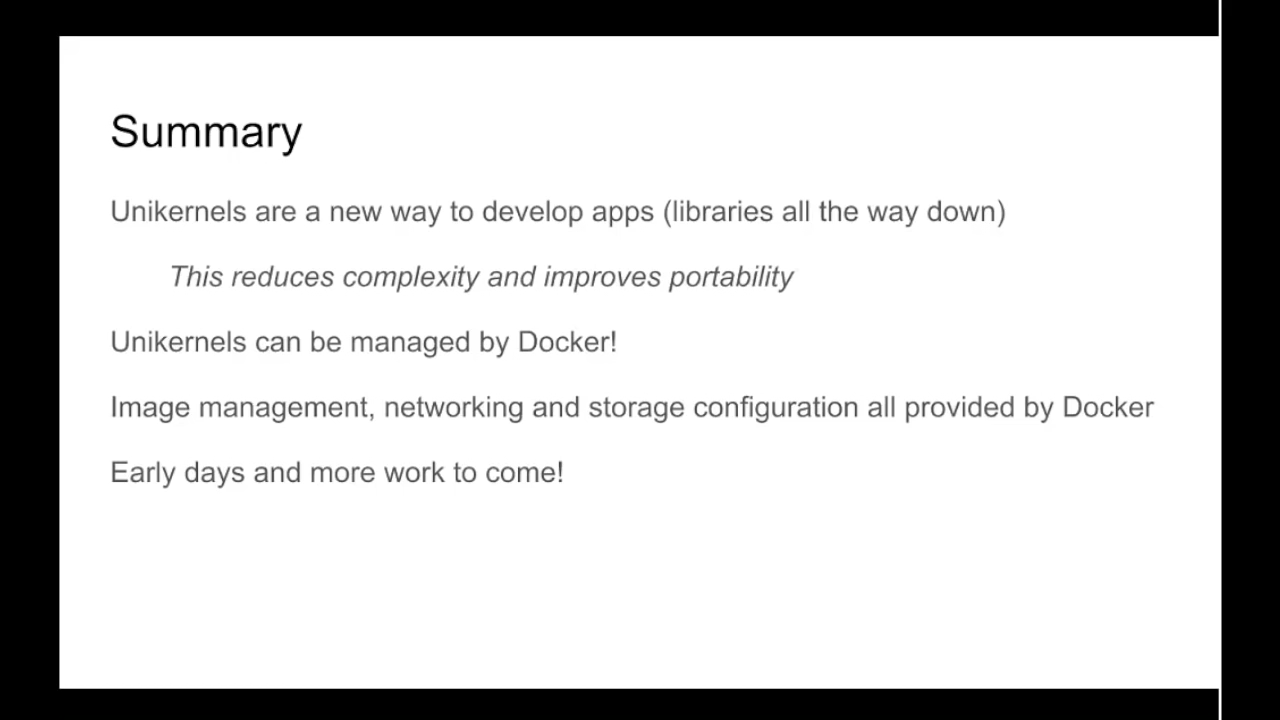 Summary
Unikernels are a new way to develop apps (libraries all the way down)
This reduces complexity and improves portability
Unikernels can be managed by Docker!
Image management, networking and storage configuration all provided by Docker
Early days and more work to come!